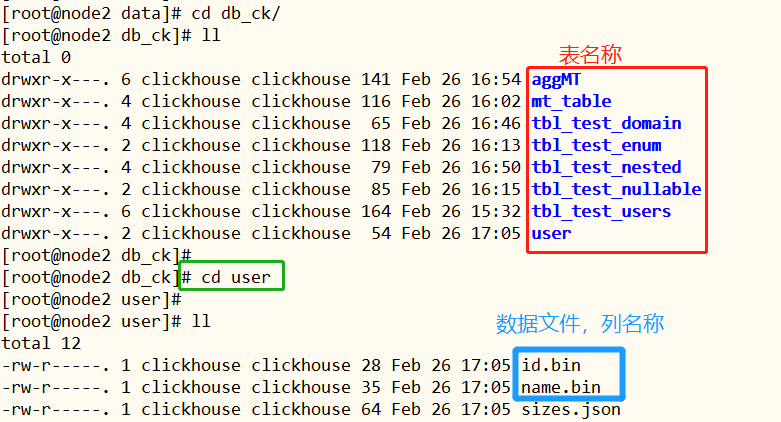 [root@node2 data]# cd db_ck/
[root@node2 db_ck]# ll
total 0
表名称
drwxr-x---. 6 clickhouse clickhouse 141 Feb 26 16:54 aggMT
drwxr-x---. 4 clickhouse clickhouse 116 Feb 26 16:02 mt_table
drwxr-x---. 4 clickhouse clickhouse  65 Feb 26 16:46 tbl_test_domain
drwxr-x---. 2 clickhouse clickhouse 118 Feb 26 16:13 tbl_test_enum
drwxr-x---. 4 clickhouse clickhouse  79 Feb 26 16:50 tbl_test_nested
drwxr-x---. 2 clickhouse clickhouse  85 Feb 26 16:15 tbl_test_nullable
drwxr-x---. 6 clickhouse clickhouse 164 Feb 26 15:32 tbl_test_users
drwxr-x---. 2 clickhouse clickhouse  54 Feb 26 17:05 user
[root@node2 db_ck]#
[root@node2 db_ck]# cd user
[root@node2 user]#
[root@node2 user]# ll
数据文件，列名称
total 12
-rw-r-----. 1 clickhouse clickhouse 28 Feb 26 17:05 id.bin
-rw-r-----. 1 clickhouse clickhouse 35 Feb 26 17:05 name.bin
-rw-r-----. 1 clickhouse clickhouse 64 Feb 26 17:05 sizes.json